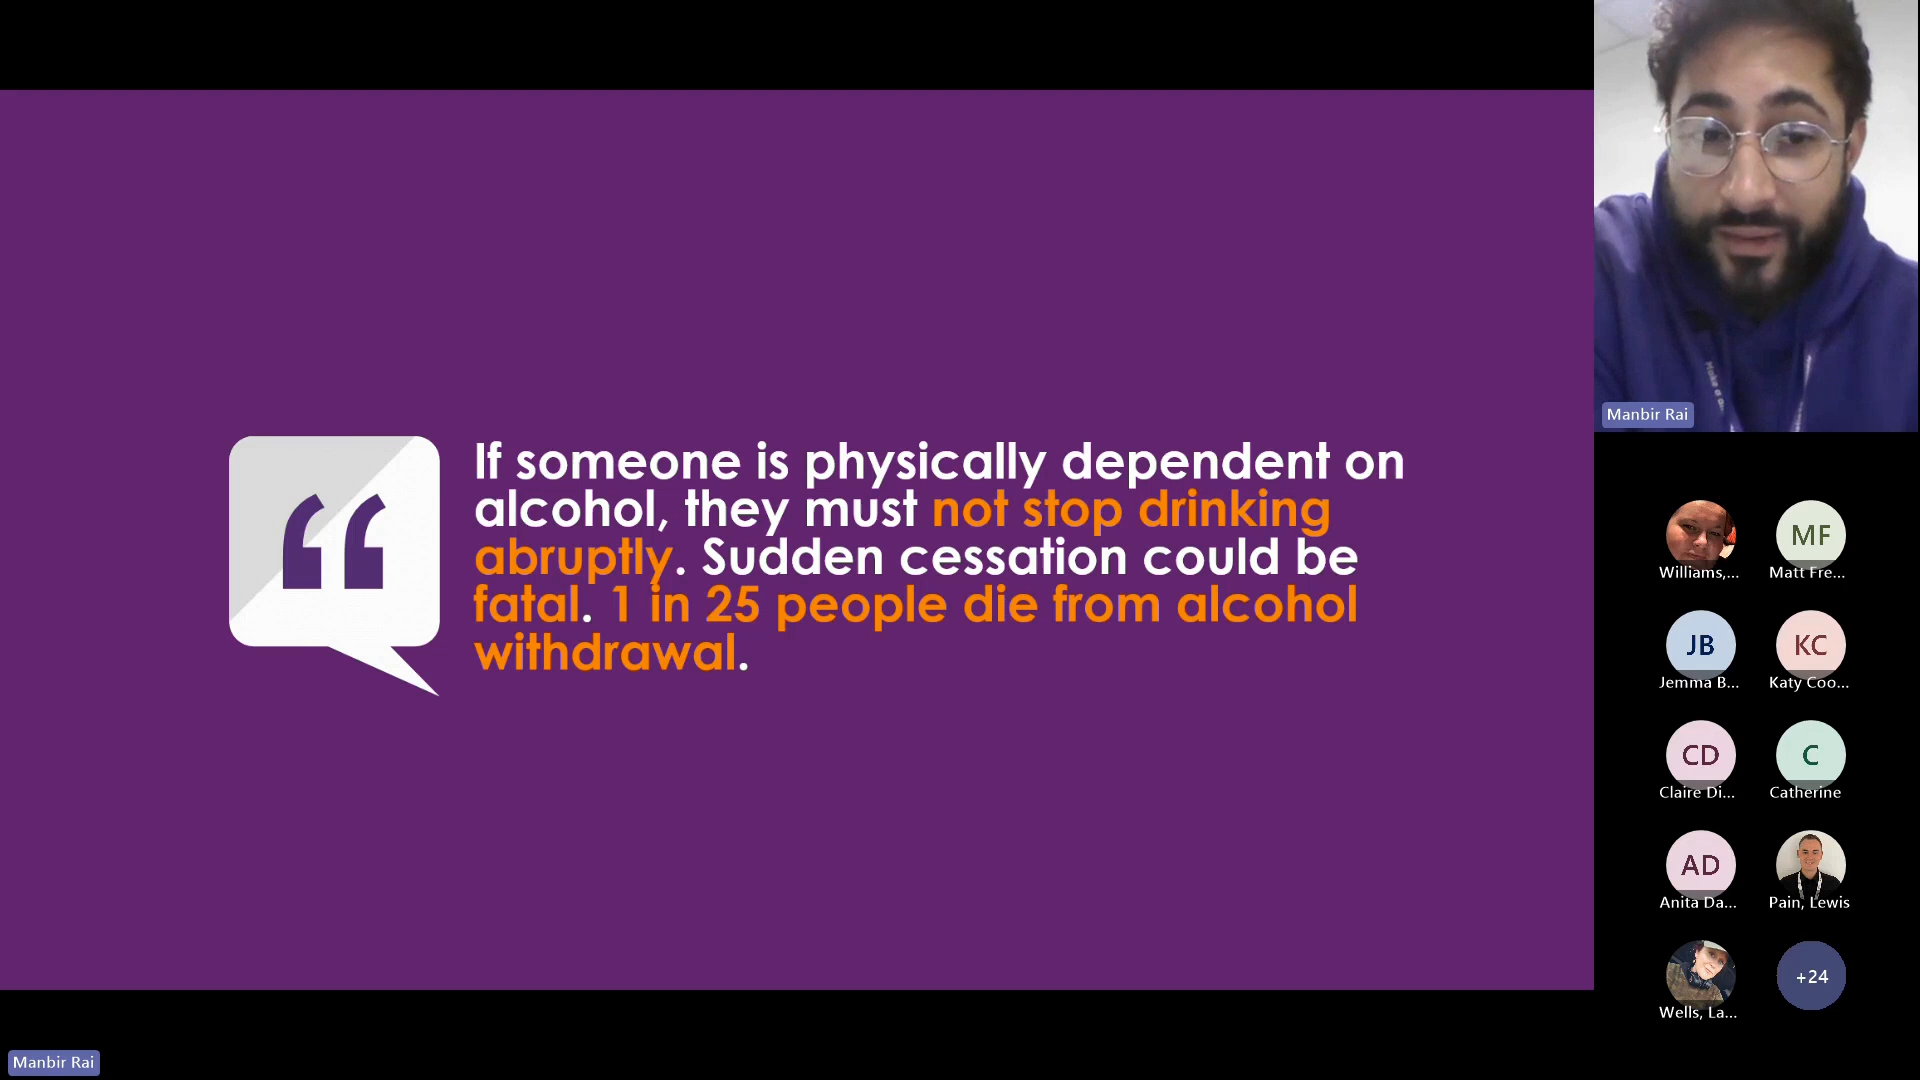 If someone is physically dependent on
alcohol, they must not stop drinking
abruptly. Sudden cessation could be
fatal. 1 in 25 people die from alcohol
withdrawal.
Manbir Rai
Williams,...
MF
Matt Fre...
JB
Jemma B...
KC
Katy Coo...
CD
Claire Di...
C
Catherine
AD
Anita Da...
Pain, Lewis
Wells, La...
+24
Manbir Rai